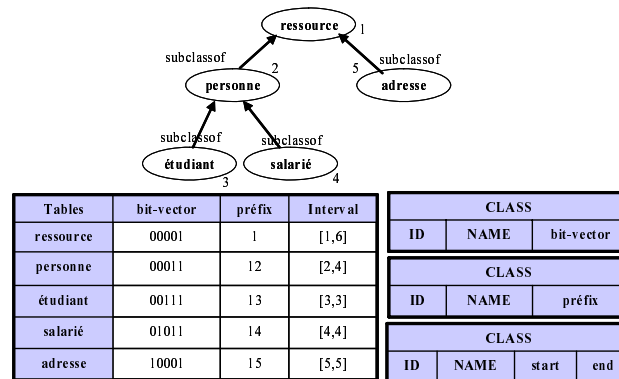 ressource 1
subclassof subclassof
personne 2 5 adresse
subclassof subclassof
étudiant 3 salarié 4
Tables bit-vector préfix Interval
ressource 00001 1 [1,6]
personne 00011 12 [2,4]
étudiant 00111 13 [3,3]
salarié 01011 14 [4,4]
adresse 10001 15 [5,5]
CLASS
ID NAME bit-vector
CLASS
ID NAME préfix
CLASS
ID NAME start end